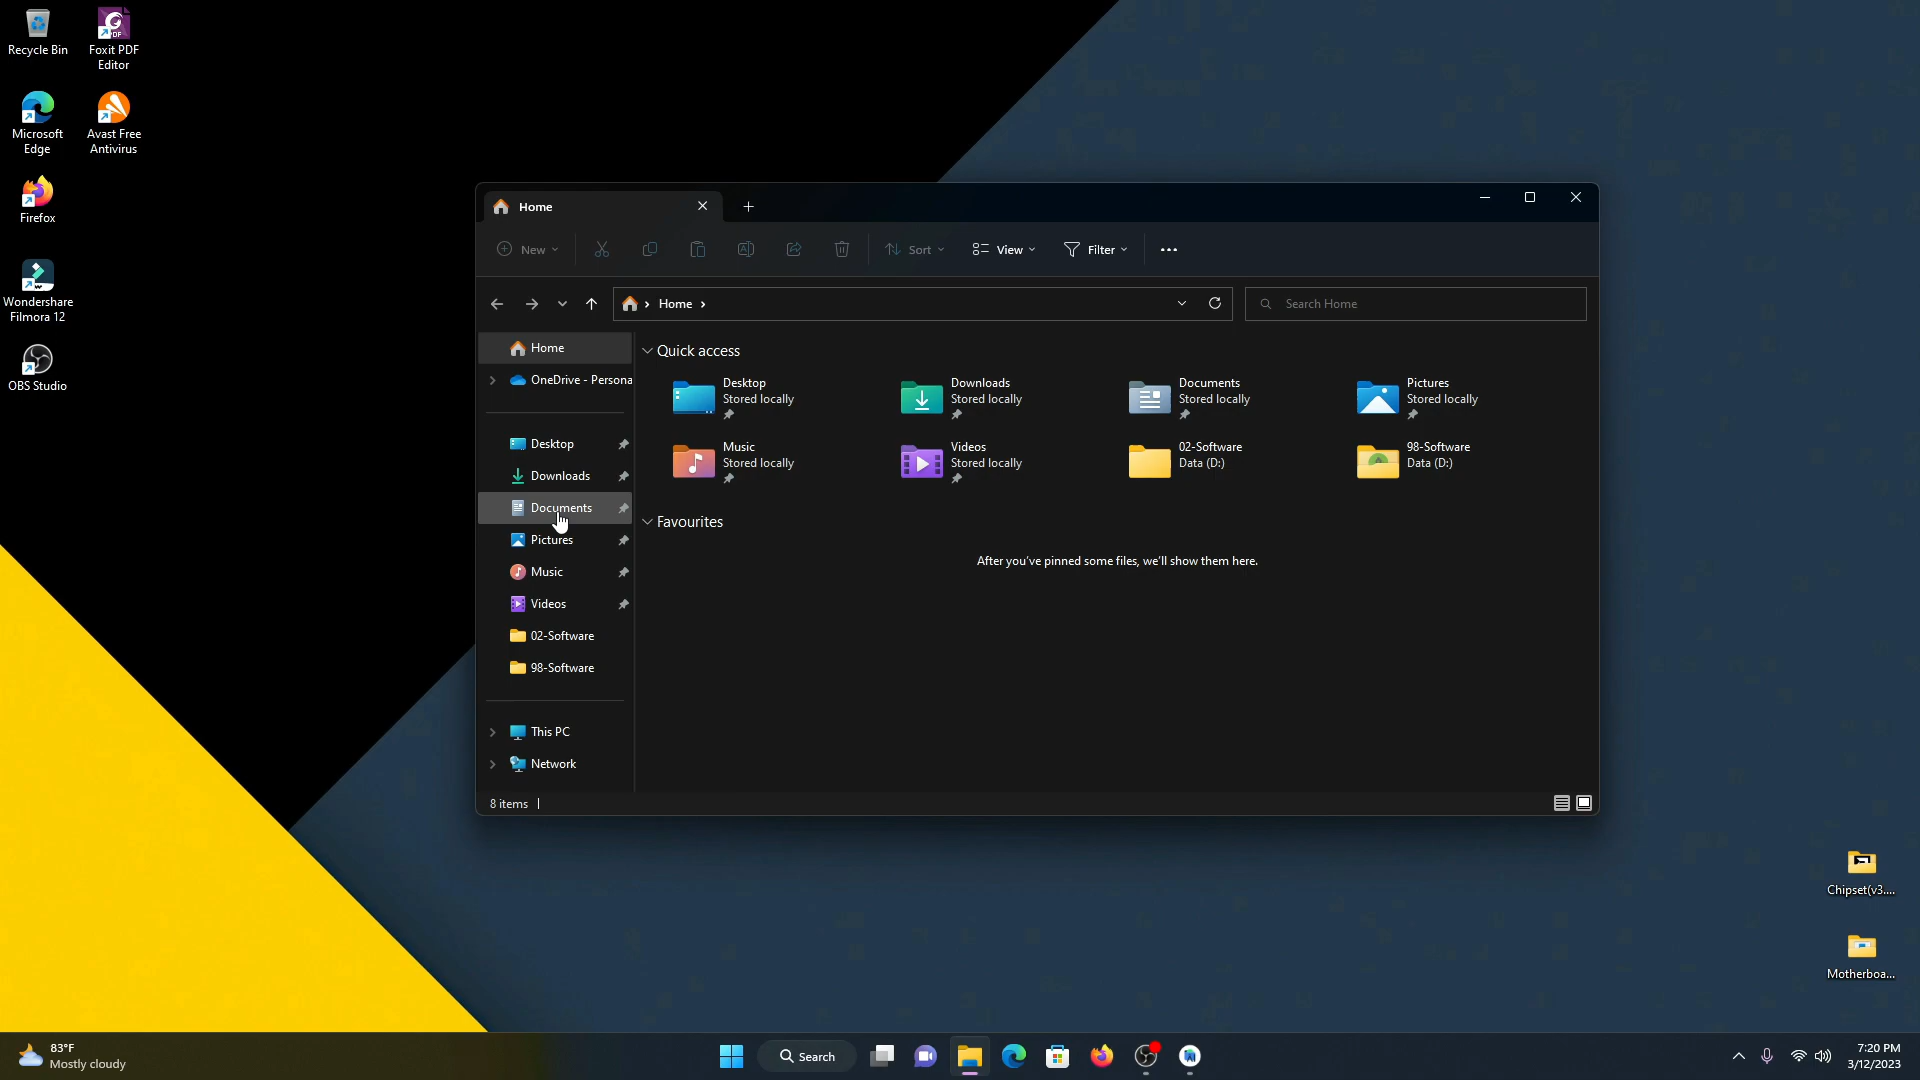 Recycle Bin
Foxit PDF
Editor
Microsoft
Edge
Avast Free
Antivirus
Firefox
Wondershare
Filmora 12
OBS Studio
Home
New
Sort
View
Filter
Home
Search Home
Home
OneDrive - Persona
Desktop
Downloads
Documents
Pictures
Music
Videos
02-Software
98-Software
This PC
Network
Quick access
Desktop
Stored locally
Downloads
Stored locally
Documents
Stored locally
Pictures
Stored locally
Music
Stored locally
Videos
Stored locally
02-Software
Data (D:)
98-Software
Data (D:)
Favourites
After you've pinned some files, we'll show them here.
8 items
Chipset(v3....
Motherboa...
83°F
Mostly cloudy
Search
7:20 PM
3/12/2023